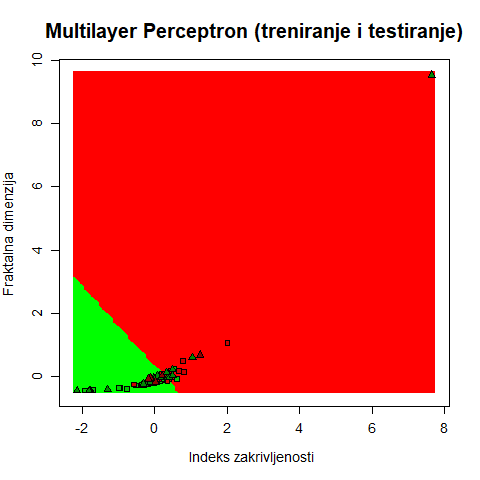 Multilayer Perceptron (treniranje i testiranje)
10
8
6
4
2
0
Fraktalna dimenzija
-2 0 2 4 6 8
Indeks zakrivljenosti